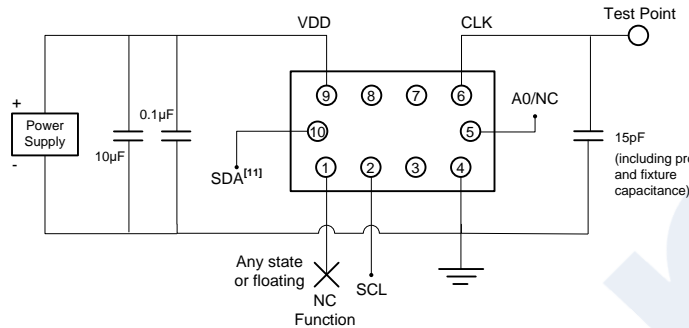 Test Point
VDD
CLK
9
8
7
6
A0/NC
+
Power
Supply
-
0.1µF
10µF
10
5
15pF
(including pr
and fixture
capacitance)
SDA[11]
1
2
3
4
Any state
or floating
NC
Function
SCL